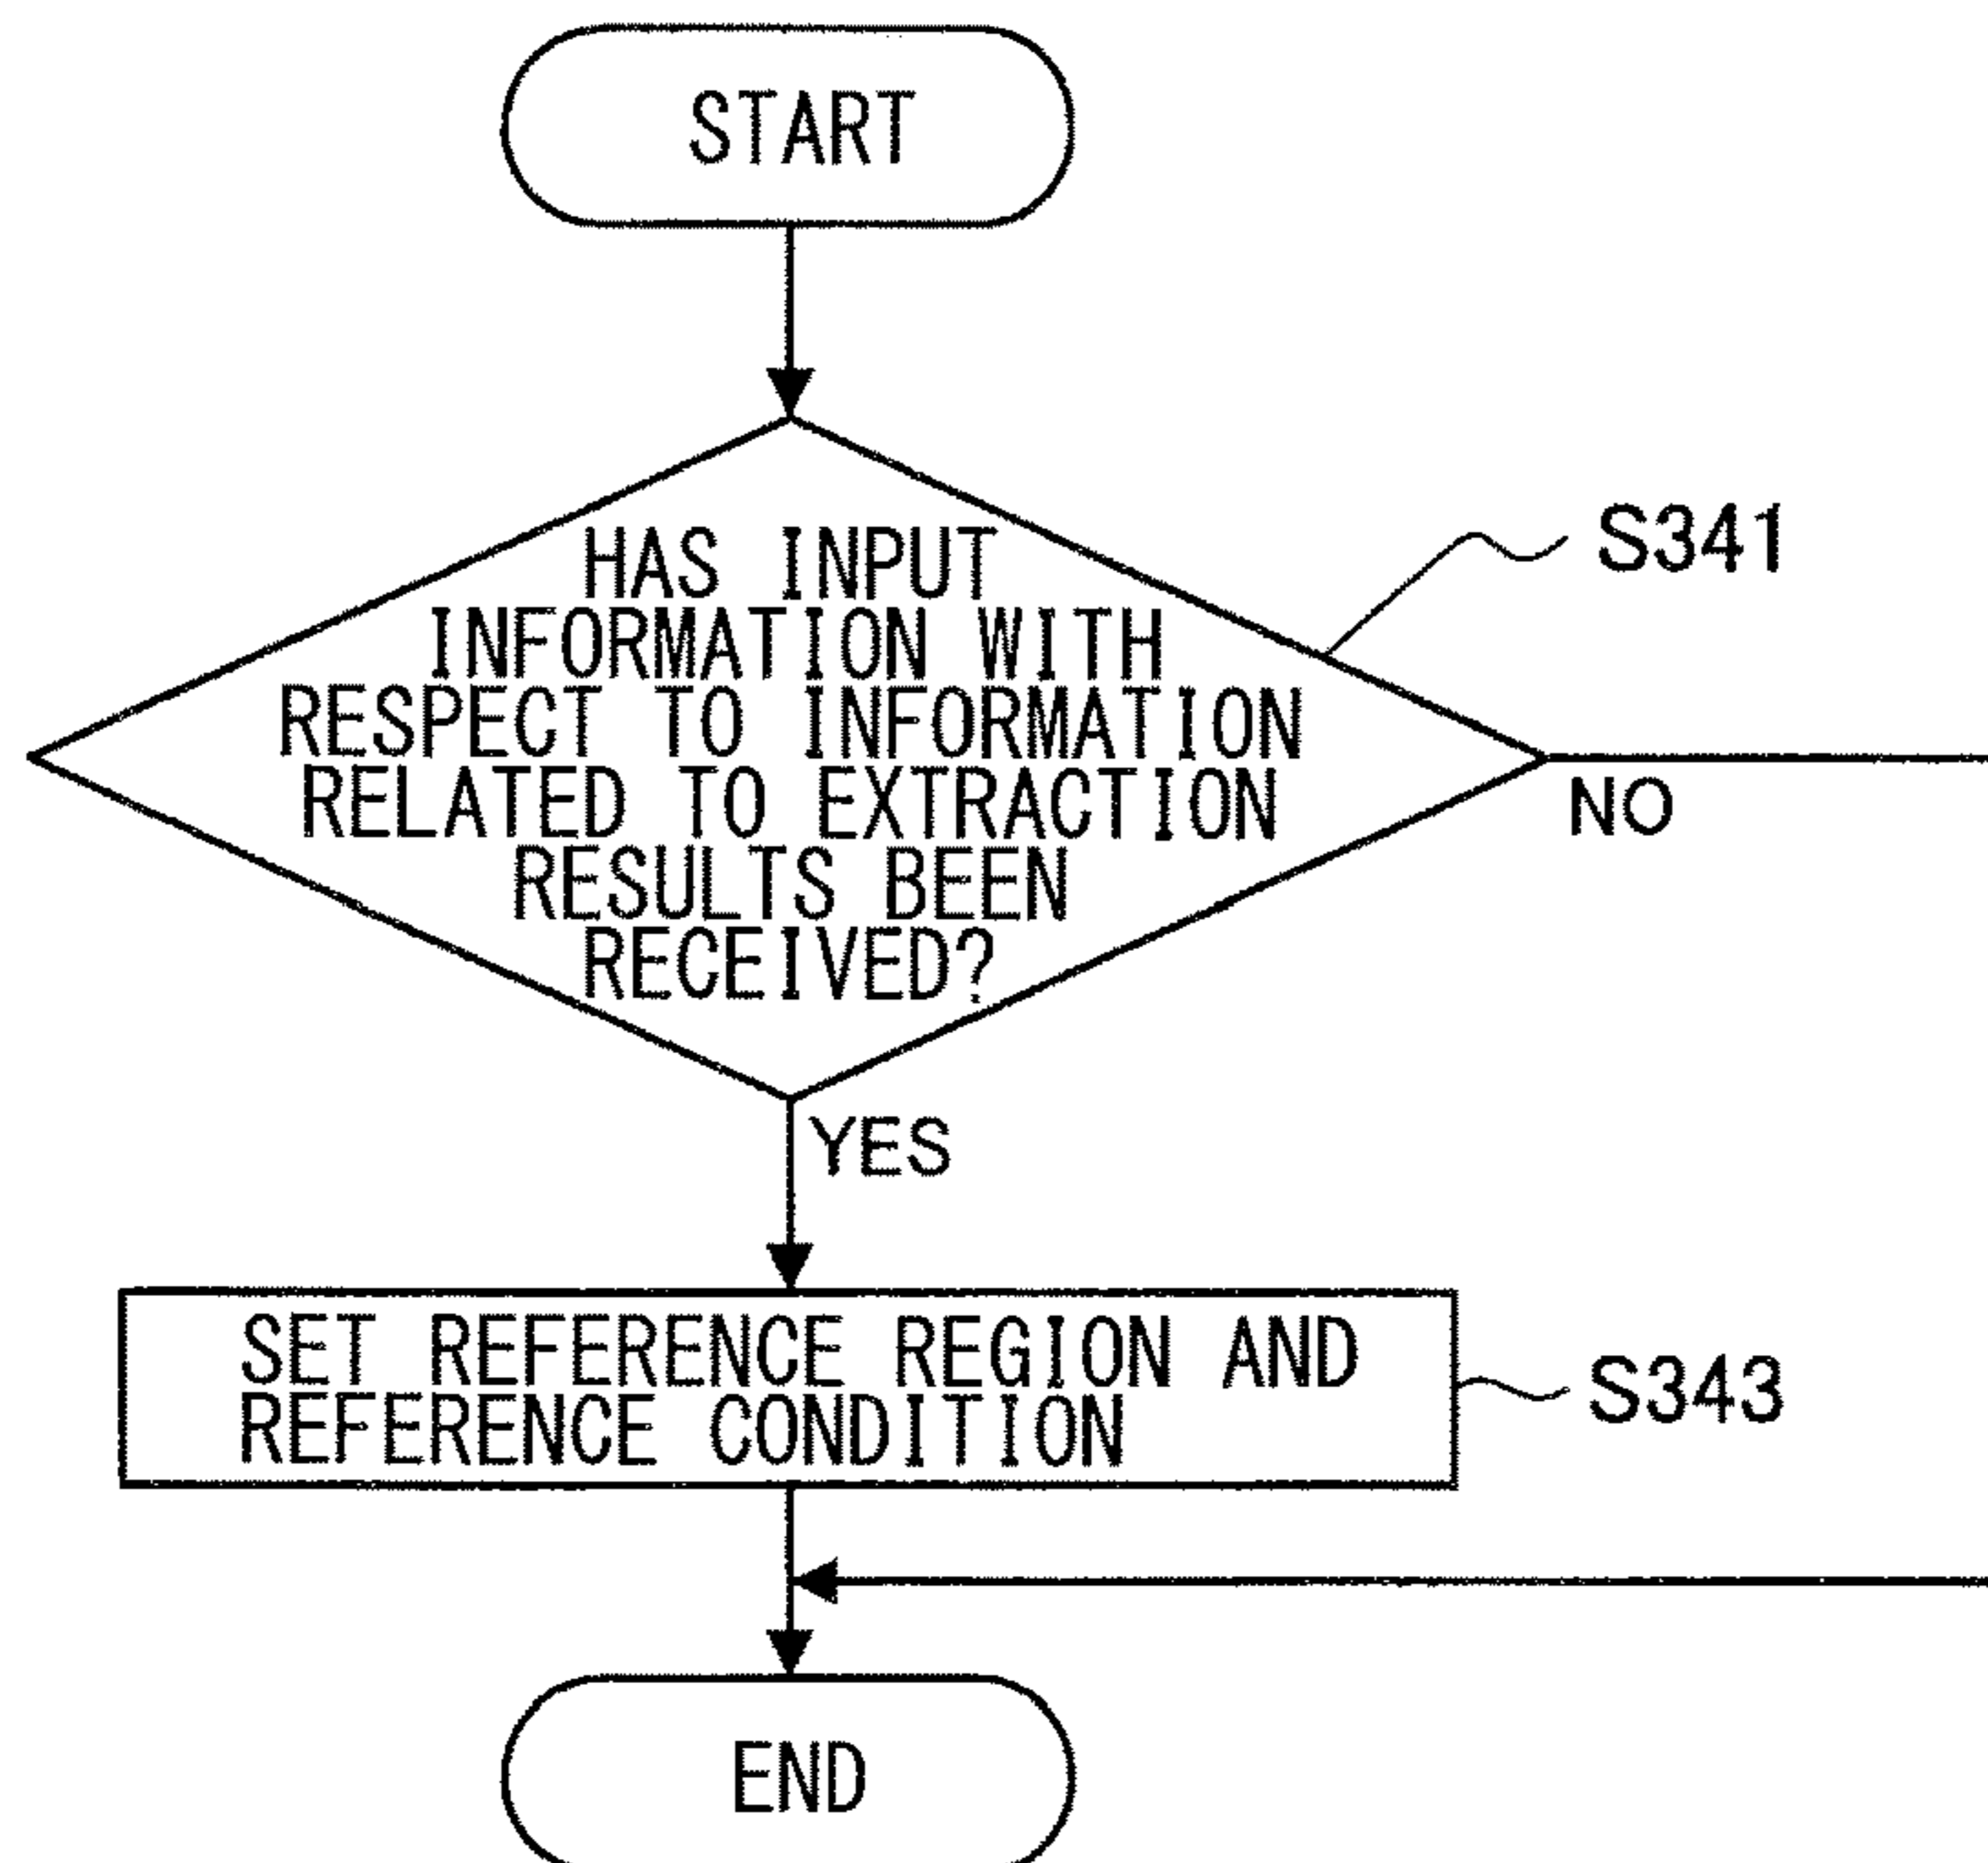 START
HAS INPUT
INFORMATION WITH
RESPECT TO INFORMATION
RELATED TO EXTRACTION
RESULTS BEEN
RECEIVED?
S341
NO
YES
SET REFERENCE REGION AND
REFERENCE CONDITION
S343
END